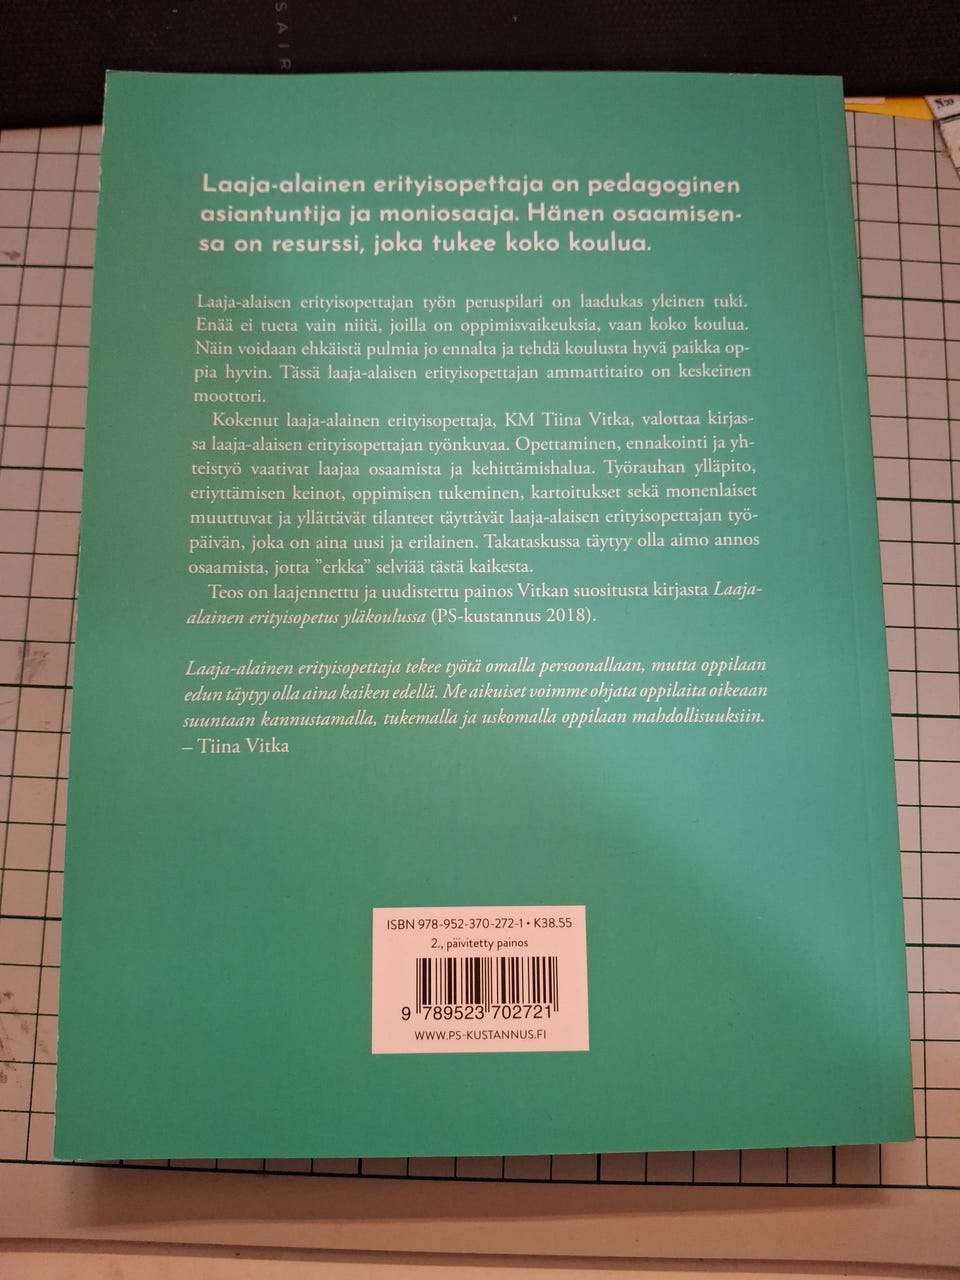 SAIR
N29
Laaja-alainen erityisopettaja on pedagoginen
asiantuntija ja moniosaaja. Hänen osaamisen-
sa on resurssi, joka tukee koko koulua.
Laaja-alaisen erityisopettajan työn peruspilari on laadukas yleinen tuki.
Enää ei tueta vain niitä, joilla on oppimisvaikeuksia, vaan koko koulua.
Näin voidaan ehkäistä pulmia jo ennalta ja tehdä koulusta hyvä paikka op-
pia hyvin. Tässä laaja-alaisen erityisopettajan ammattitaito on keskeinen
moottori.
Kokenut laaja-alainen erityisopettaja, KM Tiina Vitka, valottaa kirjas-
sa laaja-alaisen erityisopettajan työnkuvaa. Opettaminen, ennakointi ja yh-
teistyö vaativat laajaa osaamista ja kehittämishalua. Työrauhan ylläpito,
eriyttämisen keinot, oppimisen tukeminen, kartoitukset sekä monenlaiset
muuttuvat ja yllättävät tilanteet täyttävät laaja-alaisen erityisopettajan työ-
päivän, joka on aina uusi ja erilainen. Takataskussa täytyy olla aimo annos
osaamista, jotta ”erkka” selviää tästä kaikesta.
Teos on laajennettu ja uudistettu painos Vitkan suositusta kirjasta Laaja-
alainen erityisopetus yläkoulussa (PS-kustannus 2018).
Laaja-alainen erityisopettaja tekee työtä omalla persoonallaan, mutta oppilaan
edun täytyy olla aina kaiken edellä. Me aikuiset voimme ohjata oppilaita oikeaan
suuntaan kannustamalla, tukemalla ja uskomalla oppilaan mahdollisuuksiin.
– Tiina Vitka
ISBN 978-952-370-272-1 • K38.55
2., päivitetty painos
9 789523 702721
WWW.PS-KUSTANNUS.FI